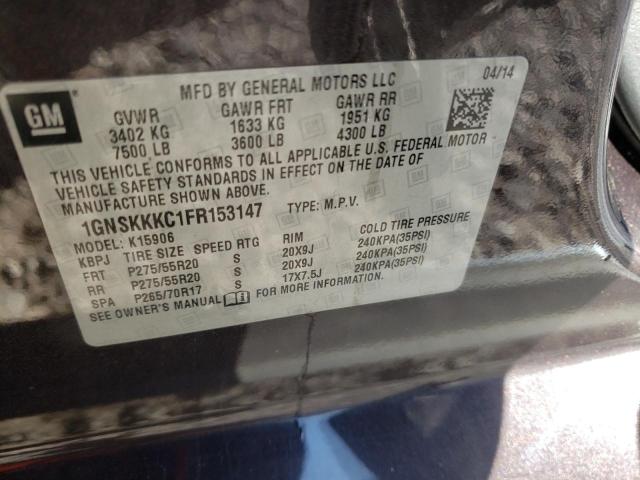 GM
MFD BY GENERAL MOTORS LLC
04/14
GVWR GAWR FRT GAWR RR
3402 KG 1633 KG 1951 KG
7500 LB 3600 LB 4300 LB
THIS VEHICLE CONFORMS TO ALL APPLICABLE U.S. FEDERAL MOTOR
VEHICLE SAFETY STANDARDS IN EFFECT ON THE DATE OF
MANUFACTURE SHOWN ABOVE.
1GNSKKKC1FR153147 TYPE: M.P.V.
MODEL: K15906
KBPJ TIRE SIZE SPEED RTG RIM COLD TIRE PRESSURE
FRT P275/55R20 S 20X9J 240KPA(35PSI)
RR P275/55R20 S 20X9J 240KPA(35PSI)
SPA P265/70R17 S 17X7.5J 240KPA(35PSI)
SEE OWNER'S MANUAL FOR MORE INFORMATION.